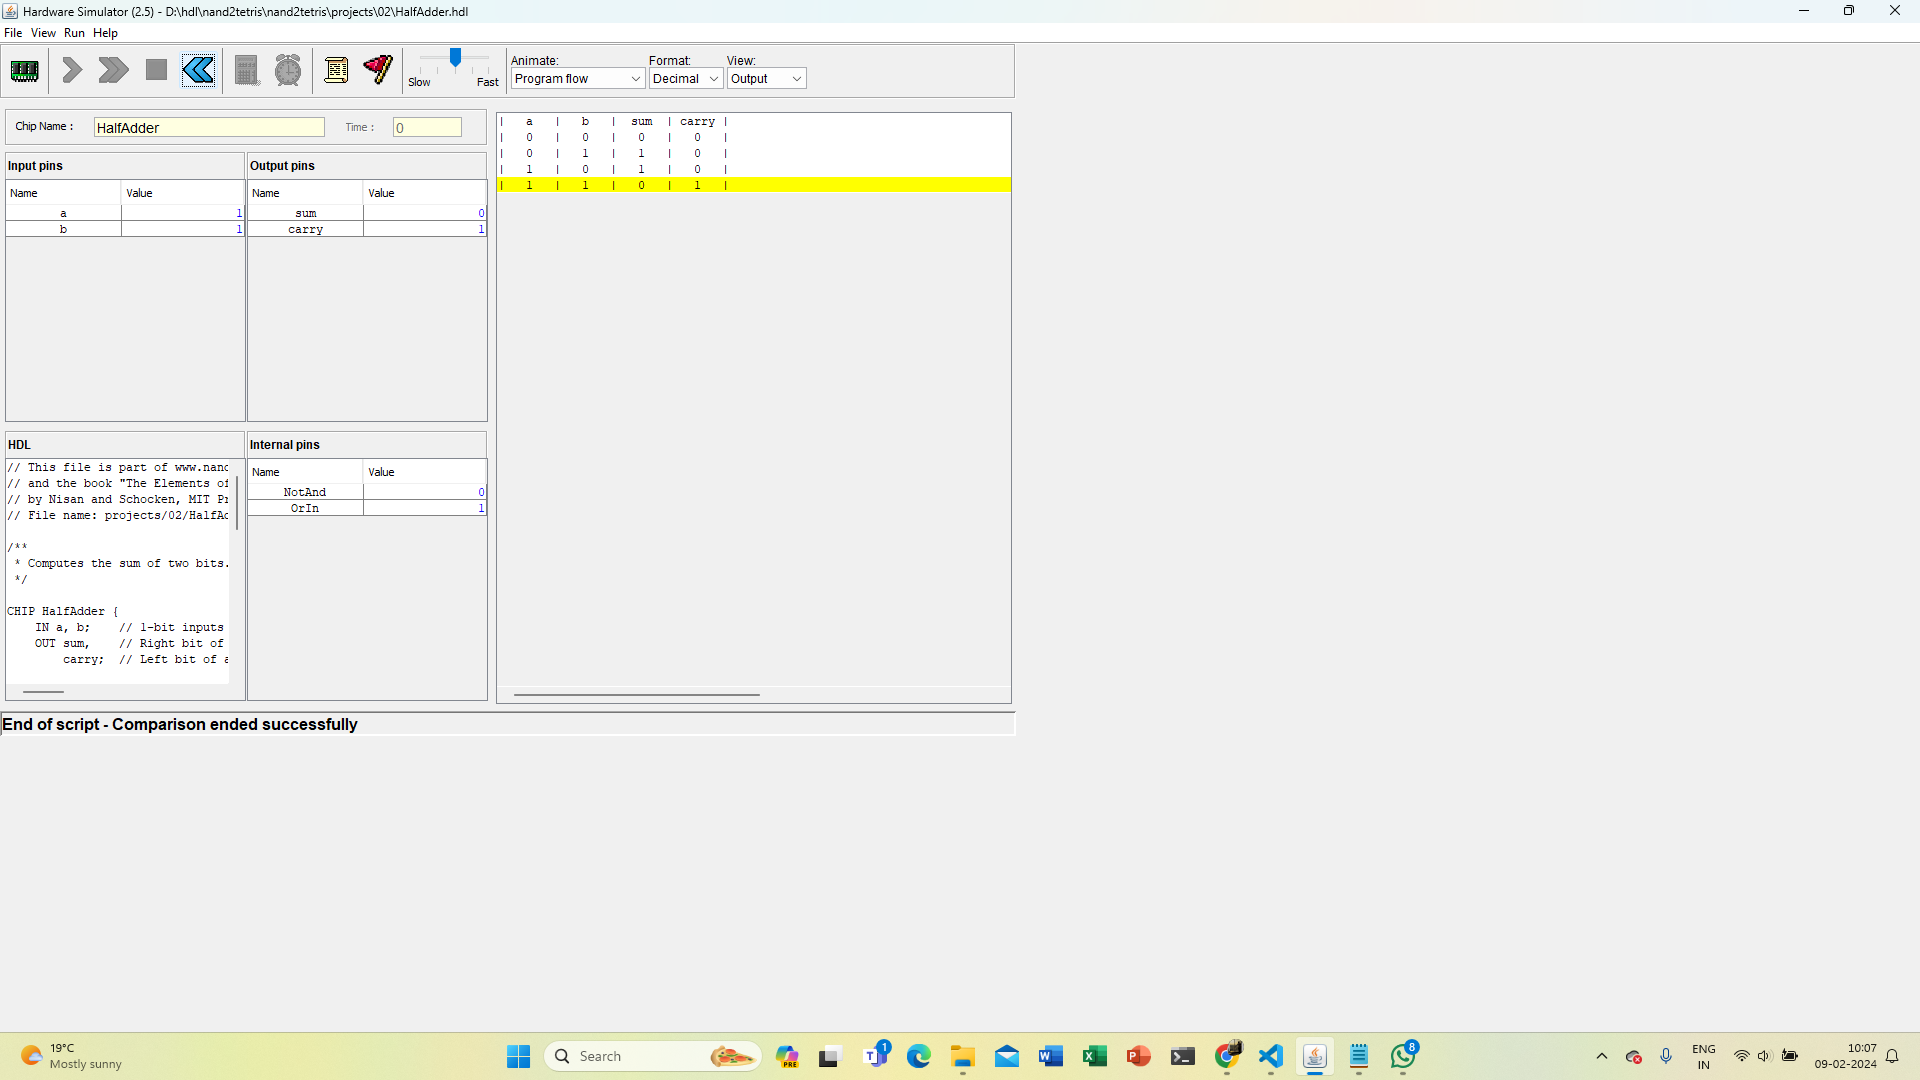 Hardware Simulator (2.5) - D:\hdl\nand2tetris\nand2tetris\projects\02\HalfAdder.hdl
File View Run Help
Slow Fast
Animate: Format: View:
Program flow Decimal Output
Chip Name : HalfAdder Time : 0
Input pins Output pins
Name Value Name Value
a 1 sum 0
b 1 carry 1
| a | b | sum | carry |
| 0 | 0 | 0 | 0 |
| 0 | 1 | 1 | 0 |
| 1 | 0 | 1 | 0 |
| 1 | 1 | 0 | 1 |
HDL
// This file is part of www.nand
// and the book "The Elements of
// by Nisan and Schocken, MIT Pr
// File name: projects/02/HalfAd
/**
* Computes the sum of two bits.
*/
CHIP HalfAdder {
IN a, b; // 1-bit inputs
OUT sum, // Right bit of
carry; // Left bit of a
Internal pins
Name Value
NotAnd 0
OrIn 1
End of script - Comparison ended successfully
19°C
Mostly sunny
Search
PRE
1
8
ENG
IN
10:07
09-02-2024